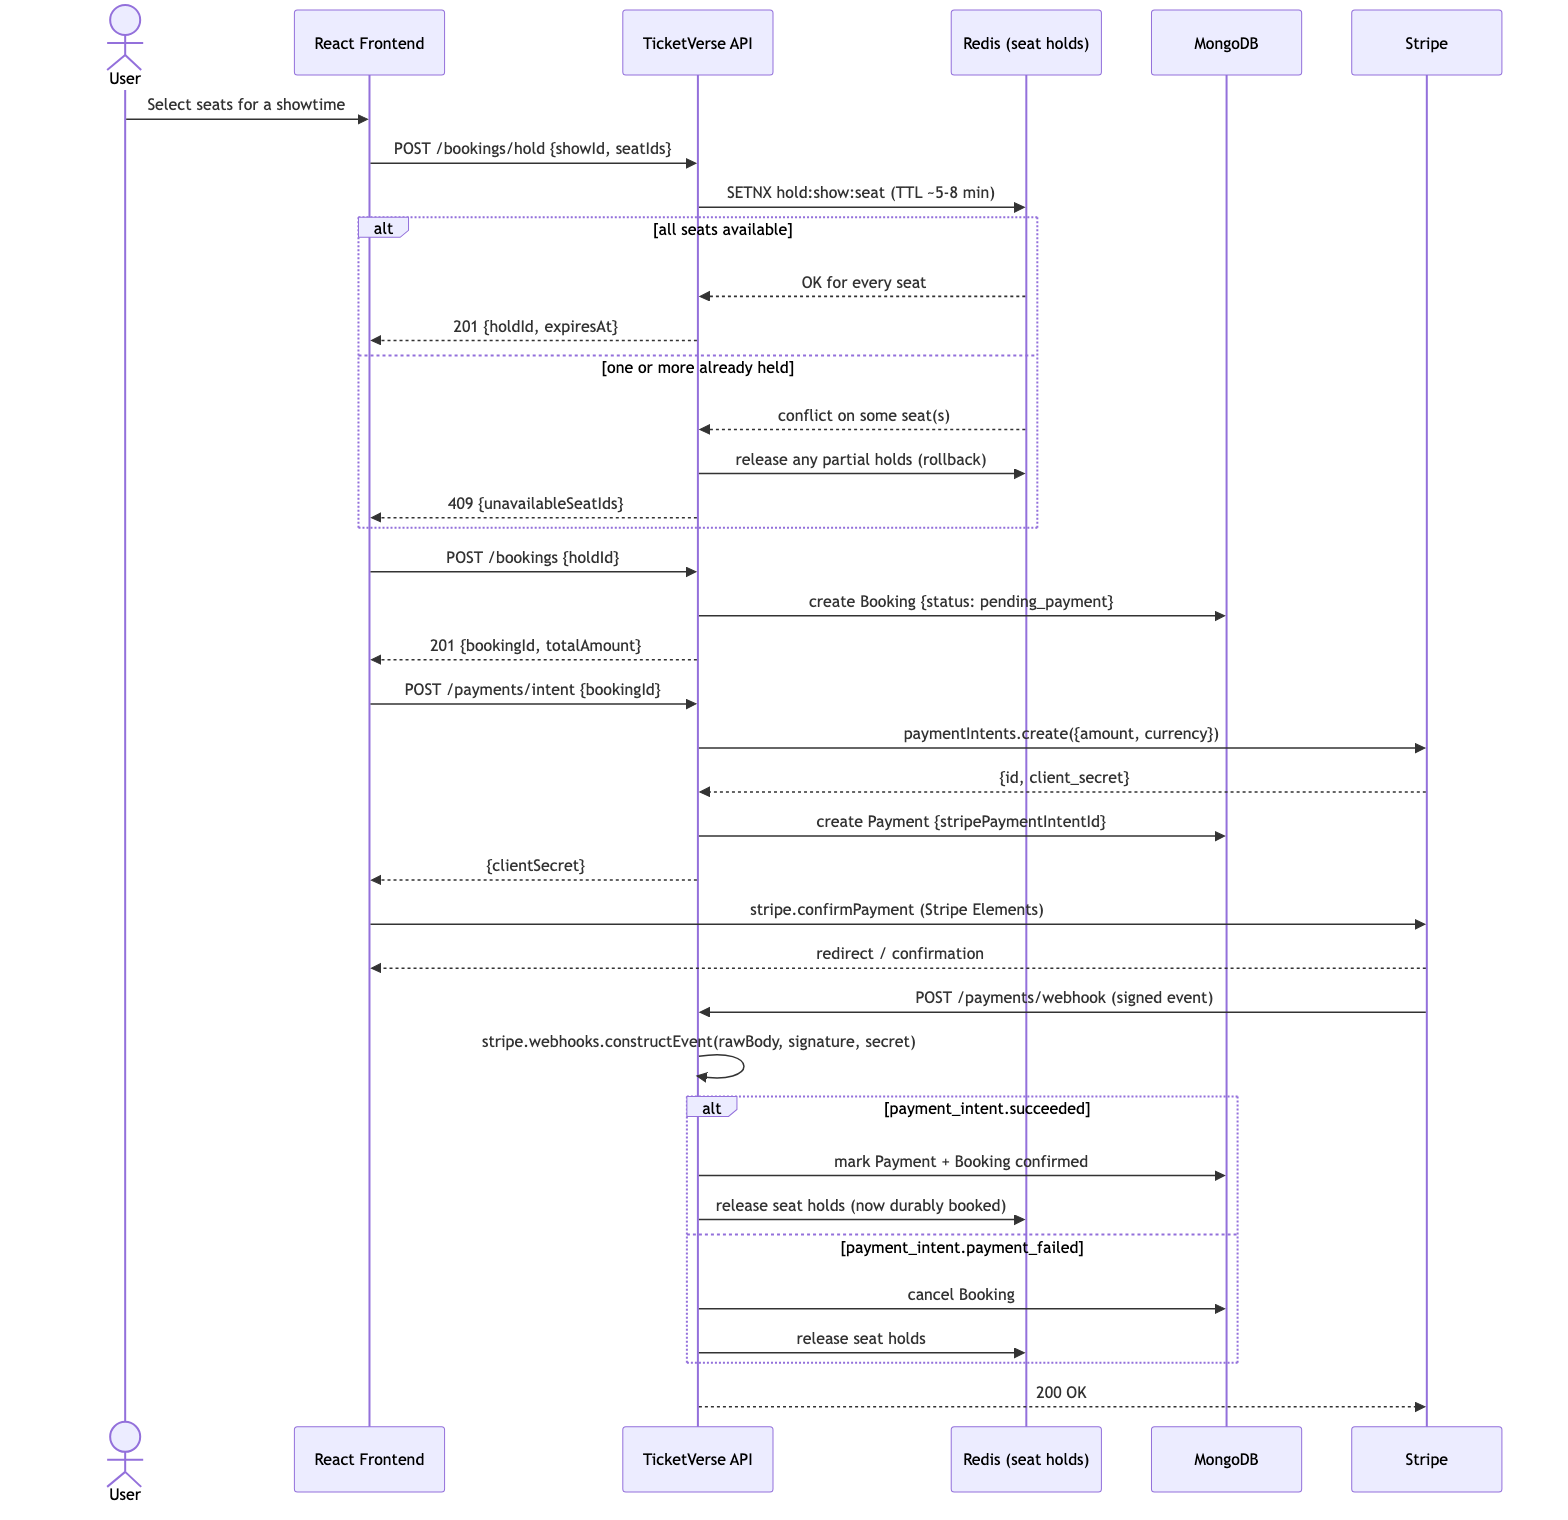 User
React Frontend
TicketVerse API
Redis (seat holds)
MongoDB
Stripe
Select seats for a showtime
POST /bookings/hold {showId, seatIds}
SETNX hold:show:seat (TTL ~5-8 min)
alt
[all seats available]
OK for every seat
201 {holdId, expiresAt}
[one or more already held]
conflict on some seat(s)
release any partial holds (rollback)
409 {unavailableSeatIds}
POST /bookings {holdId}
create Booking {status: pending_payment}
201 {bookingId, totalAmount}
POST /payments/intent {bookingId}
paymentIntents.create({amount, currency})
{id, client_secret}
create Payment {stripePaymentIntentId}
{clientSecret}
stripe.confirmPayment (Stripe Elements)
redirect / confirmation
POST /payments/webhook (signed event)
stripe.webhooks.constructEvent(rawBody, signature, secret)
alt
[payment_intent.succeeded]
mark Payment + Booking confirmed
release seat holds (now durably booked)
[payment_intent.payment_failed]
cancel Booking
release seat holds
200 OK
User
React Frontend
TicketVerse API
Redis (seat holds)
MongoDB
Stripe